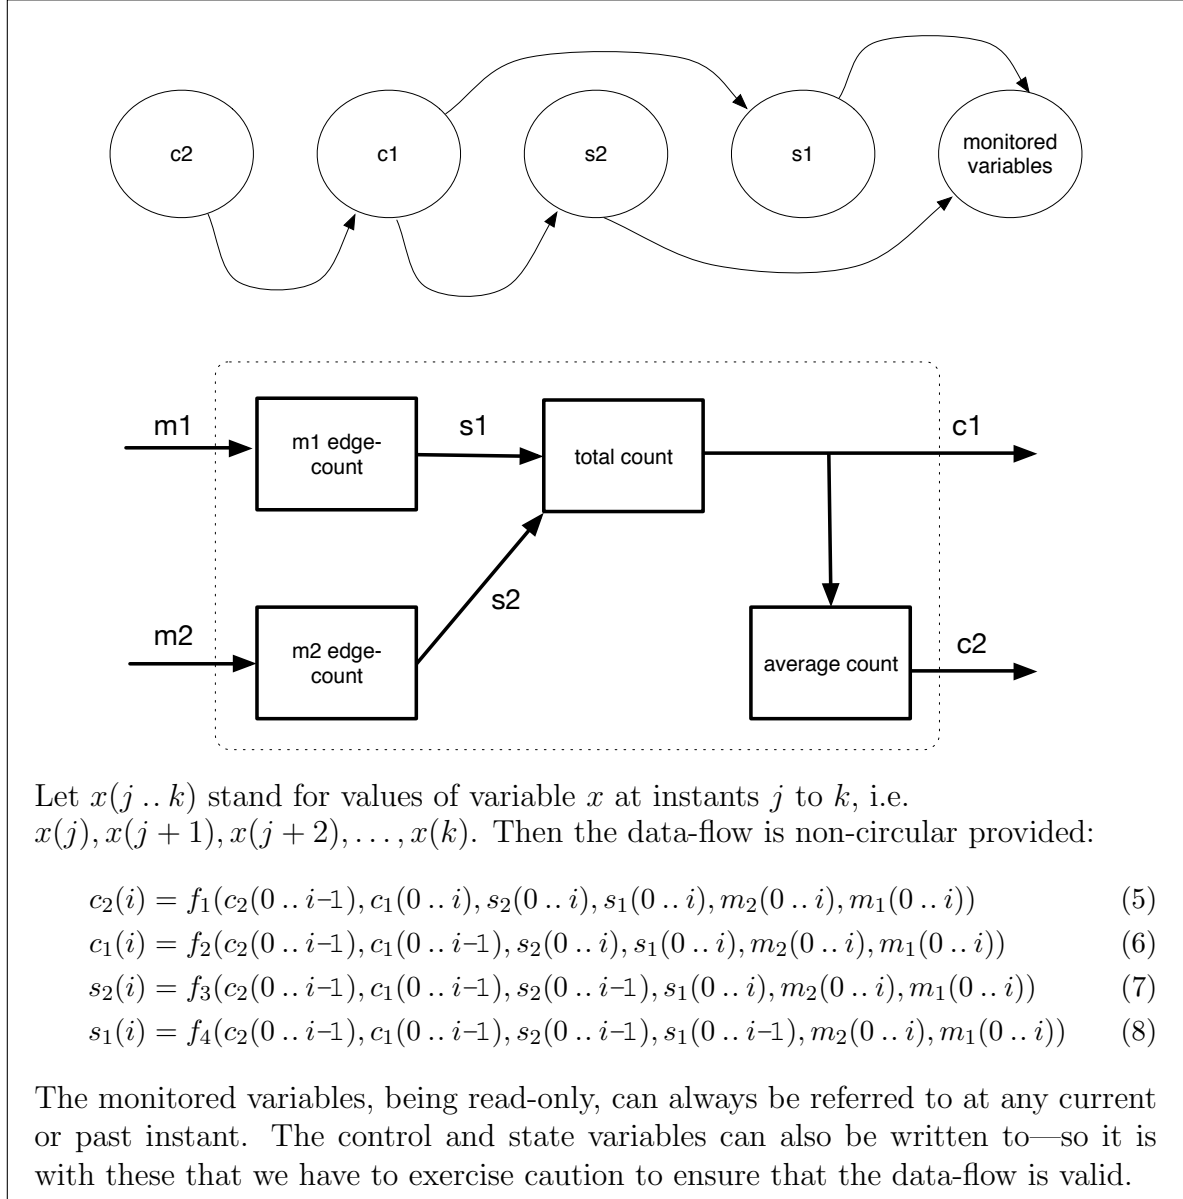 c2
c1
s2
s1
monitored
variables
m1
m1 edge-
count
s1
total count
c1
m2
m2 edge-
count
s2
average count
c2
Let x(j .. k) stand for values of variable x at instants j to k, i.e.
x(j), x(j + 1), x(j + 2), . . . , x(k). Then the data-flow is non-circular provided:
c₂(i) = f₁(c₂(0 .. i-1), c₁(0 .. i), s₂(0 .. i), s₁(0 .. i), m₂(0 .. i), m₁(0 .. i)) (5)
c₁(i) = f₂(c₂(0 .. i-1), c₁(0 .. i-1), s₂(0 .. i), s₁(0 .. i), m₂(0 .. i), m₁(0 .. i)) (6)
s₂(i) = f₃(c₂(0 .. i-1), c₁(0 .. i-1), s₂(0 .. i-1), s₁(0 .. i), m₂(0 .. i), m₁(0 .. i)) (7)
s₁(i) = f₄(c₂(0 .. i-1), c₁(0 .. i-1), s₂(0 .. i-1), s₁(0 .. i-1), m₂(0 .. i), m₁(0 .. i)) (8)
The monitored variables, being read-only, can always be referred to at any current
or past instant. The control and state variables can also be written to—so it is
with these that we have to exercise caution to ensure that the data-flow is valid.